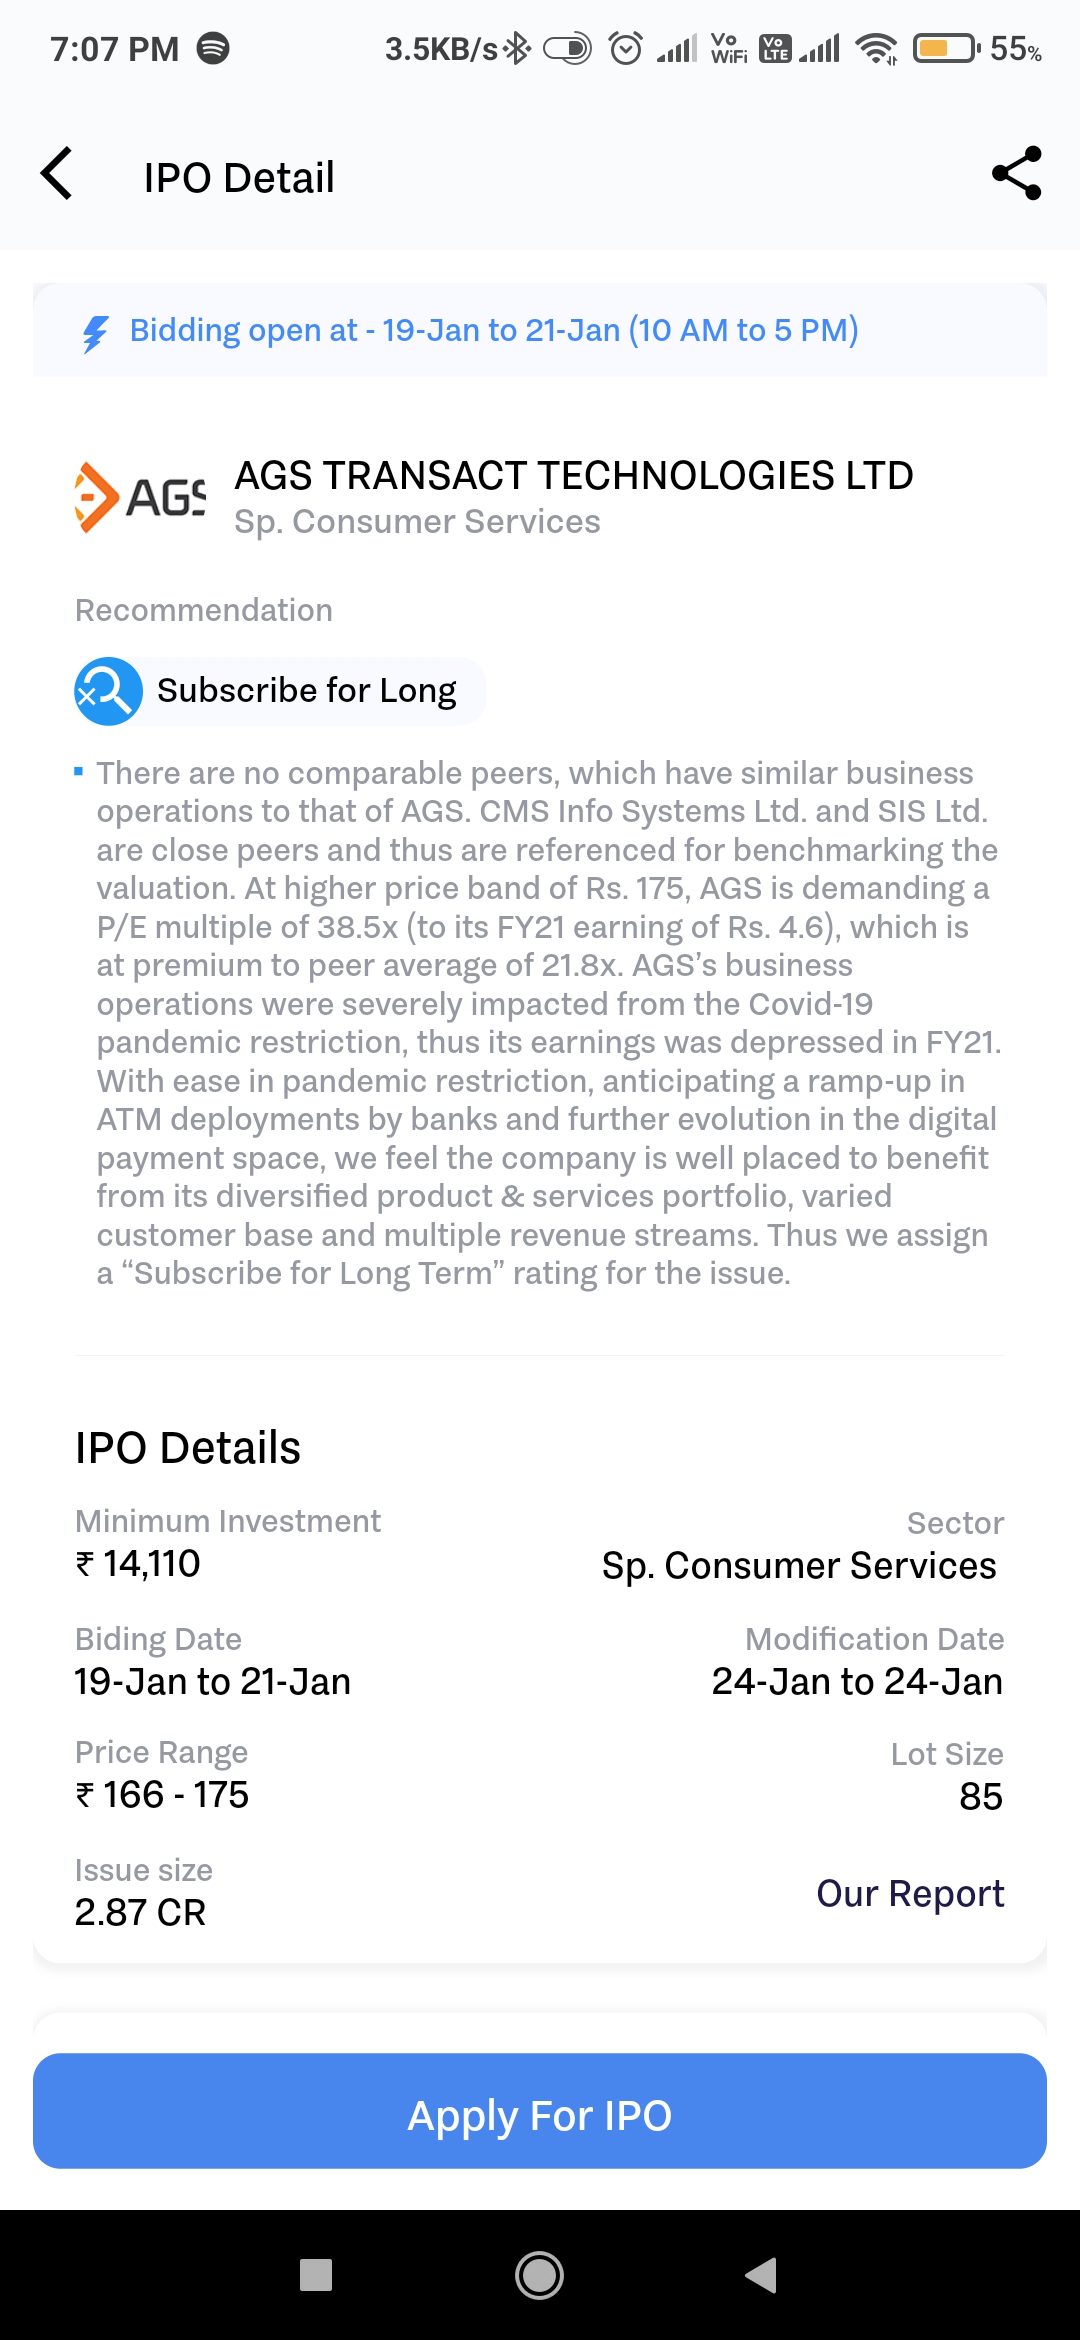 7:07 PM 3.5KB/s Vo WiFi Vo LTE 55%
IPO Detail
Bidding open at - 19-Jan to 21-Jan (10 AM to 5 PM)
AGS AGS TRANSACT TECHNOLOGIES LTD
Sp. Consumer Services
Recommendation
Subscribe for Long
There are no comparable peers, which have similar business
operations to that of AGS. CMS Info Systems Ltd. and SIS Ltd.
are close peers and thus are referenced for benchmarking the
valuation. At higher price band of Rs. 175, AGS is demanding a
P/E multiple of 38.5x (to its FY21 earning of Rs. 4.6), which is
at premium to peer average of 21.8x. AGS’s business
operations were severely impacted from the Covid-19
pandemic restriction, thus its earnings was depressed in FY21.
With ease in pandemic restriction, anticipating a ramp-up in
ATM deployments by banks and further evolution in the digital
payment space, we feel the company is well placed to benefit
from its diversified product & services portfolio, varied
customer base and multiple revenue streams. Thus we assign
a “Subscribe for Long Term” rating for the issue.
IPO Details
Minimum Investment Sector
₹ 14,110 Sp. Consumer Services
Biding Date Modification Date
19-Jan to 21-Jan 24-Jan to 24-Jan
Price Range Lot Size
₹ 166 - 175 85
Issue size
2.87 CR Our Report
Apply For IPO